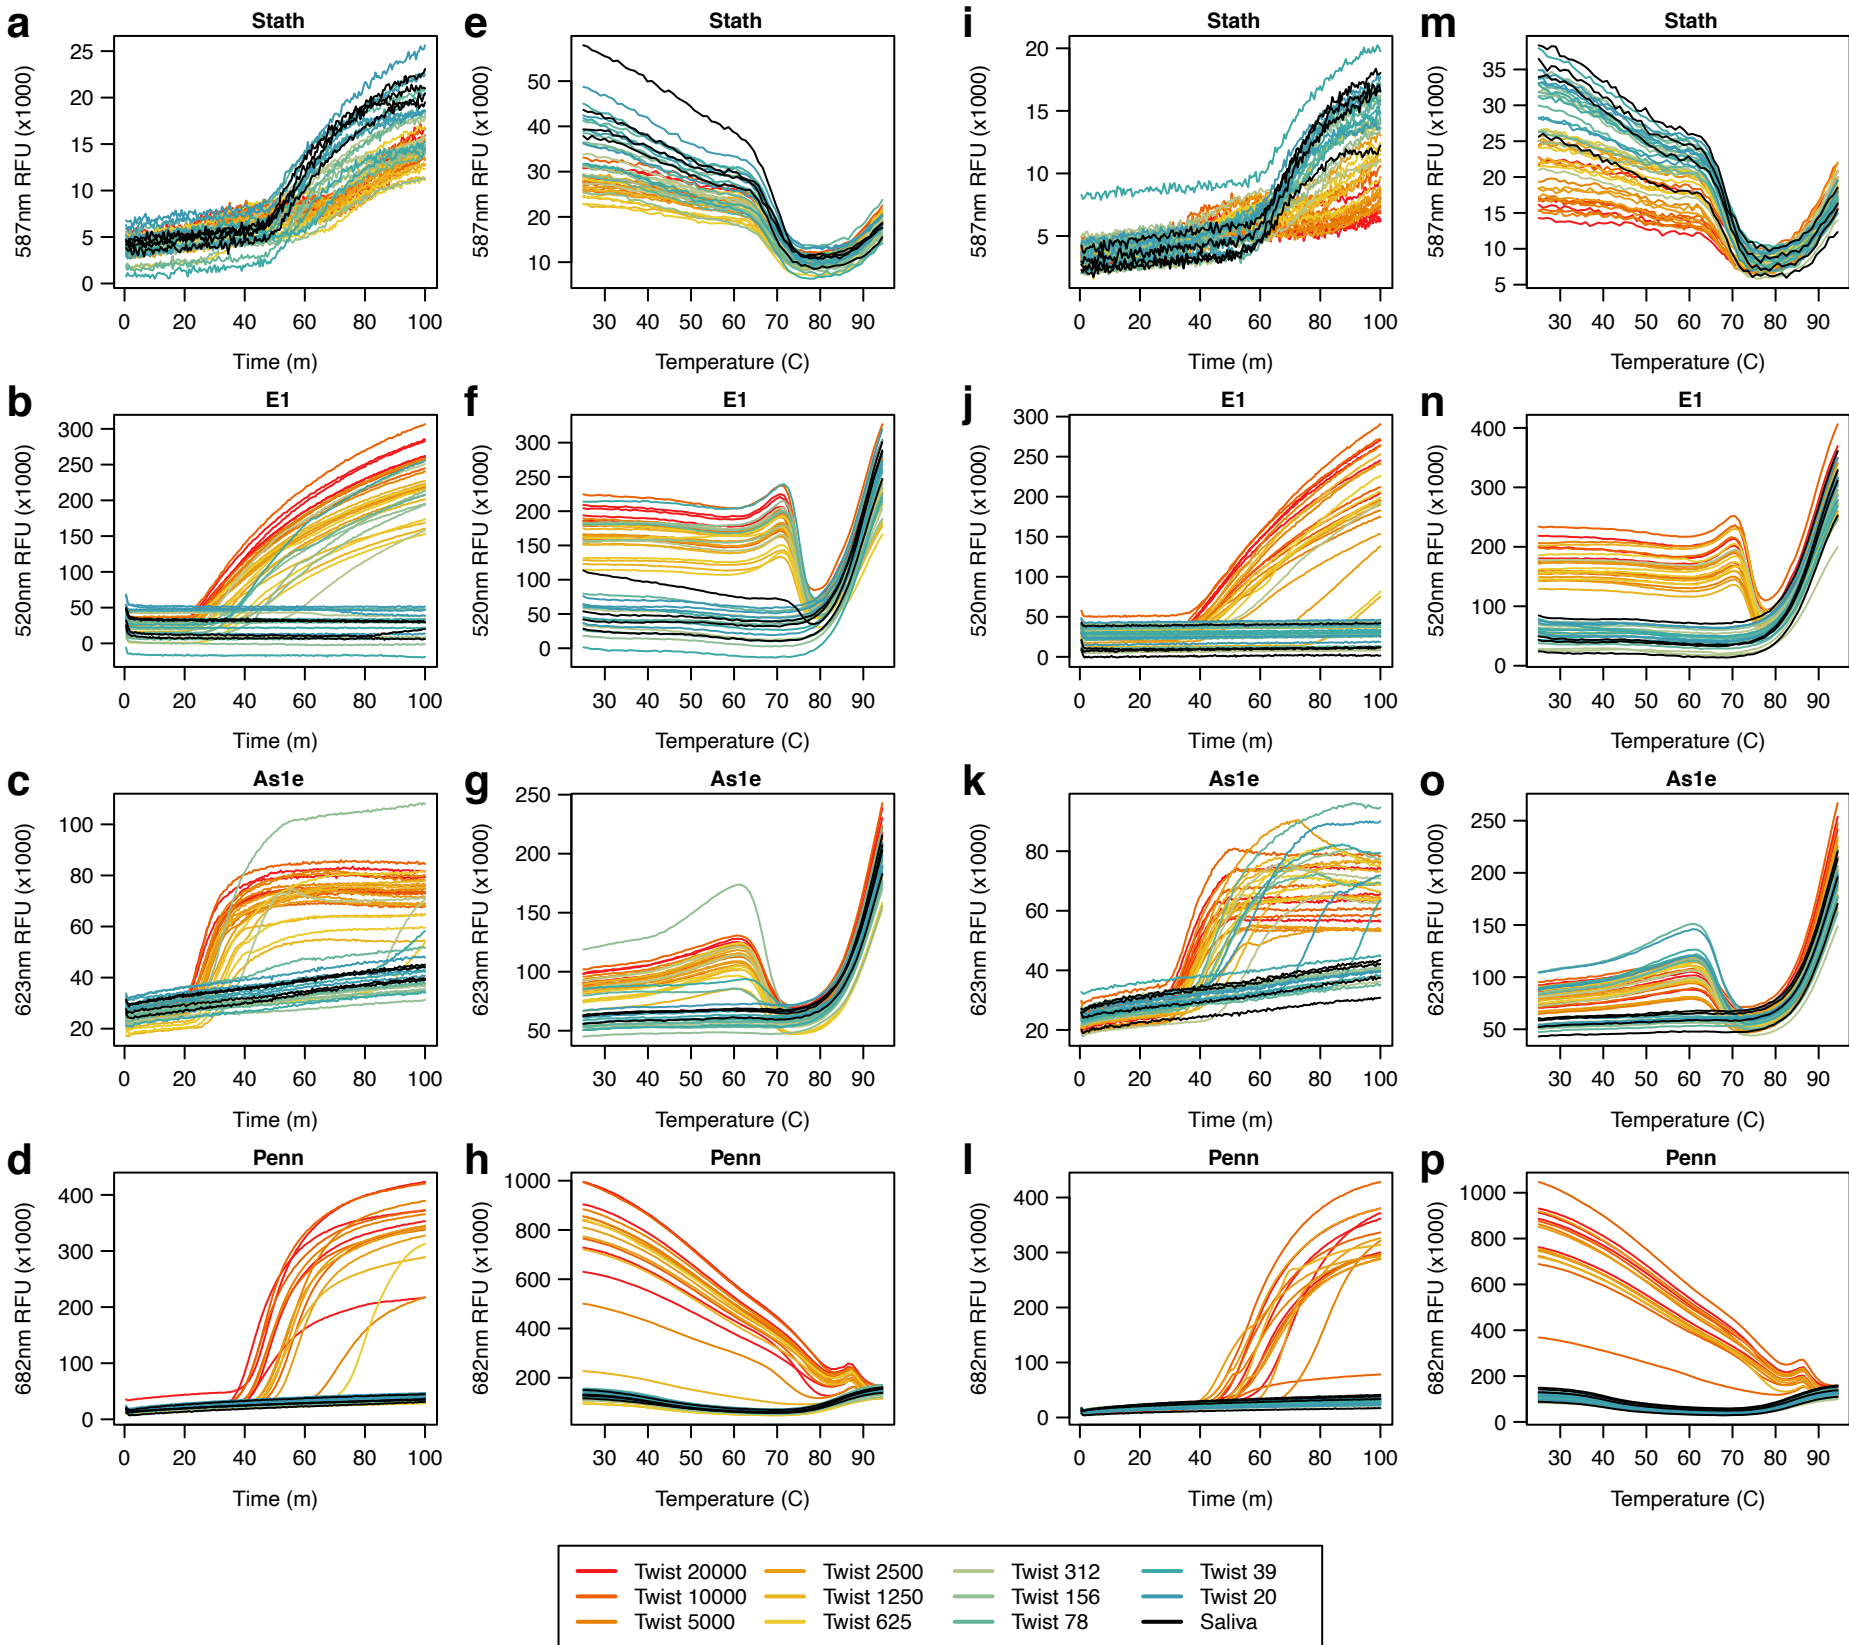 a
Stath
587nm RFU (x1000)
0 5 10 15 20 25
0 20 40 60 80 100
Time (m)
e
Stath
587nm RFU (x1000)
10 20 30 40 50
30 40 50 60 70 80 90
Temperature (C)
i
Stath
587nm RFU (x1000)
5 10 15 20
0 20 40 60 80 100
Time (m)
m
Stath
587nm RFU (x1000)
5 10 15 20 25 30 35
30 40 50 60 70 80 90
Temperature (C)
b
E1
520nm RFU (x1000)
0 50 100 150 200 250 300
0 20 40 60 80 100
Time (m)
f
E1
520nm RFU (x1000)
0 50 100 150 200 250 300
30 40 50 60 70 80 90
Temperature (C)
j
E1
520nm RFU (x1000)
0 50 100 150 200 250 300
0 20 40 60 80 100
Time (m)
n
E1
520nm RFU (x1000)
0 100 200 300 400
30 40 50 60 70 80 90
Temperature (C)
c
As1e
623nm RFU (x1000)
20 40 60 80 100
0 20 40 60 80 100
Time (m)
g
As1e
623nm RFU (x1000)
50 100 150 200 250
30 40 50 60 70 80 90
Temperature (C)
k
As1e
623nm RFU (x1000)
20 40 60 80
0 20 40 60 80 100
Time (m)
o
As1e
623nm RFU (x1000)
50 100 150 200 250
30 40 50 60 70 80 90
Temperature (C)
d
Penn
682nm RFU (x1000)
0 100 200 300 400
0 20 40 60 80 100
Time (m)
h
Penn
682nm RFU (x1000)
200 400 600 800 1000
30 40 50 60 70 80 90
Temperature (C)
l
Penn
682nm RFU (x1000)
0 100 200 300 400
0 20 40 60 80 100
Time (m)
p
Penn
682nm RFU (x1000)
0 200 400 600 800 1000
30 40 50 60 70 80 90
Temperature (C)
Twist 20000 Twist 2500 Twist 312 Twist 39
Twist 10000 Twist 1250 Twist 156 Twist 20
Twist 5000 Twist 625 Twist 78 Saliva